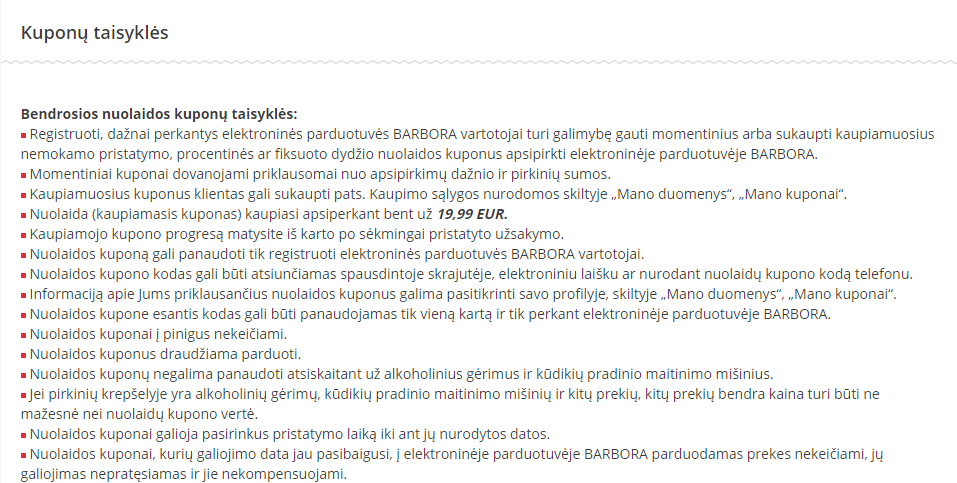 Kuponų taisyklės
Bendrosios nuolaidos kuponų taisyklės:
▪ Registruoti, dažnai perkantys elektroninės parduotuvės BARBORA vartotojai turi galimybę gauti momentinius arba sukaupti kaupiamuosius
nemokamo pristatymo, procentinės ar fiksuoto dydžio nuolaidos kuponus apsipirkti elektroninėje parduotuvėje BARBORA.
▪ Momentiniai kuponai dovanojami priklausomai nuo apsipirkimų dažnio ir pirkinių sumos.
▪ Kaupiamuosius kuponus klientas gali sukaupti pats. Kaupimo sąlygos nurodomos skiltyje „Mano duomenys“, „Mano kuponai“.
▪ Nuolaida (kaupiamasis kuponas) kaupiasi apsiperkant bent už 19,99 EUR.
▪ Kaupiamojo kupono progresą matysite iš karto po sėkmingai pristatyto užsakymo.
▪ Nuolaidos kuponą gali panaudoti tik registruoti elektroninės parduotuvės BARBORA vartotojai.
▪ Nuolaidos kupono kodas gali būti atsiunčiamas spausdintoje skrajutėje, elektroniniu laišku ar nurodant nuolaidų kupono kodą telefonu.
▪ Informaciją apie Jums priklausančius nuolaidos kuponus galima pasitikrinti savo profilyje, skiltyje „Mano duomenys“, „Mano kuponai“.
▪ Nuolaidos kupone esantis kodas gali būti panaudojamas tik vieną kartą ir tik perkant elektroninėje parduotuvėje BARBORA.
▪ Nuolaidos kuponai į pinigus nekeičiami.
▪ Nuolaidos kuponus draudžiama parduoti.
▪ Nuolaidos kuponų negalima panaudoti atsiskaitant už alkoholinius gėrimus ir kūdikių pradinio maitinimo mišinius.
▪ Jei pirkinių krepšelyje yra alkoholinių gėrimų, kūdikių pradinio maitinimo mišinių ir kitų prekių, kitų prekių bendra kaina turi būti ne
mažesnė nei nuolaidų kupono vertė.
▪ Nuolaidos kuponai galioja pasirinkus pristatymo laiką iki ant jų nurodytos datos.
▪ Nuolaidos kuponai, kurių galiojimo data jau pasibaigusi, į elektroninėje parduotuvėje BARBORA parduodamas prekes nekeičiami, jų
galiojimas nepratęsiamas ir jie nekompensuojami.